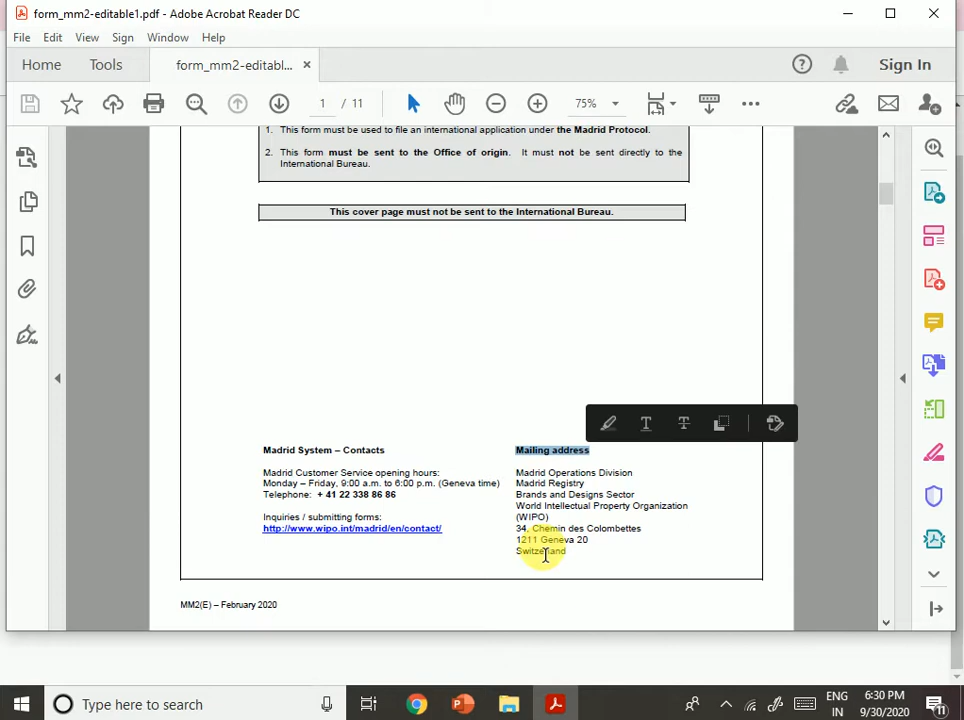 form_mm2-editable1.pdf - Adobe Acrobat Reader DC
File Edit View Sign Window Help
Home Tools form_mm2-editabl... Sign In
1 / 11 75%
1. This form must be used to file an international application under the Madrid Protocol.
2. This form must be sent to the Office of origin. It must not be sent directly to the
International Bureau.
This cover page must not be sent to the International Bureau.
Madrid System – Contacts
Madrid Customer Service opening hours:
Monday – Friday, 9:00 a.m. to 6:00 p.m. (Geneva time)
Telephone: + 41 22 338 86 86
Inquiries / submitting forms:
http://www.wipo.int/madrid/en/contact/
Mailing address
Madrid Operations Division
Madrid Registry
Brands and Designs Sector
World Intellectual Property Organization
(WIPO)
34, Chemin des Colombettes
1211 Geneva 20
Switzerland
MM2(E) – February 2020
Type here to search
ENG
IN
6:30 PM
9/30/2020
11